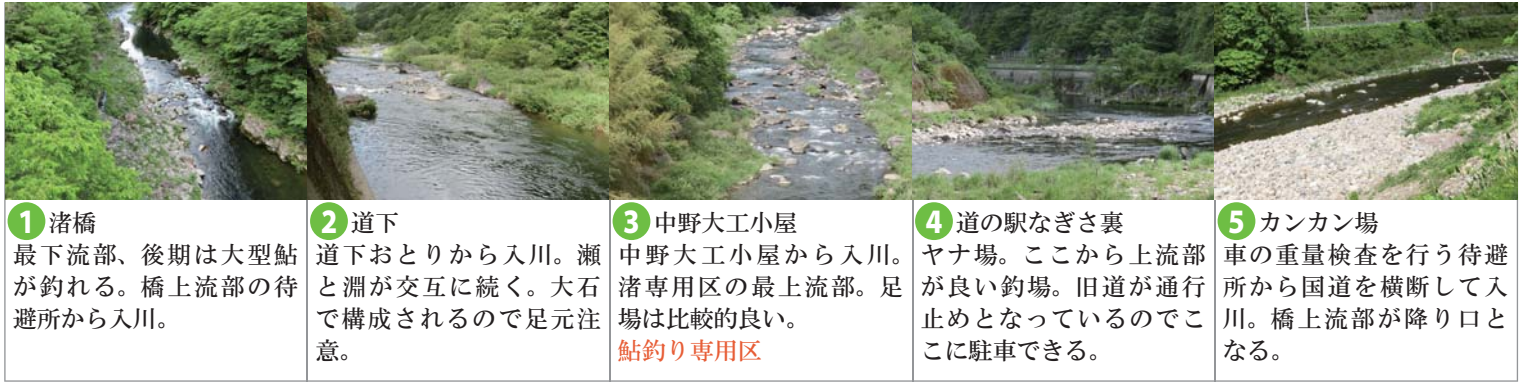 1 渚橋
最下流部、後期は大型鮎
が釣れる。橋上流部の待
避所から入川。
2 道下
道下おとりから入川。瀬
と淵が交互に続く。大石
で構成されるので足元注
意。
3 中野大工小屋
中野大工小屋から入川。
渚専用区の最上流部。足
場は比較的良い。
鮎釣り専用区
4 道の駅なぎさ裏
ヤナ場。ここから上流部
が良い釣場。旧道が通行
止めとなっているのでこ
こに駐車できる。
5 カンカン場
車の重量検査を行う待避
所から国道を横断して入
川。橋上流部が降り口と
なる。